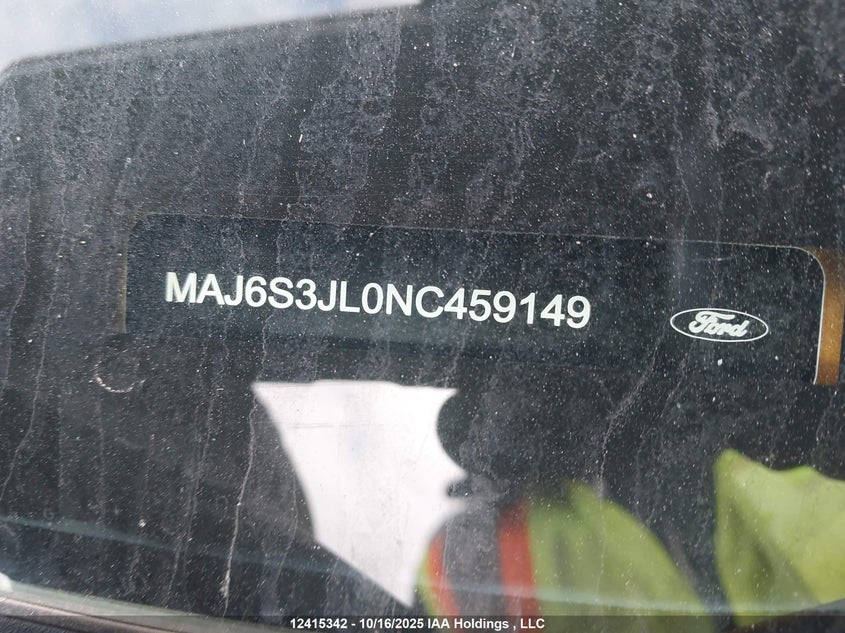 MAJ6S3JL0NC459149
Ford
12415342 - 10/16/2025 IAA Holdings , LLC